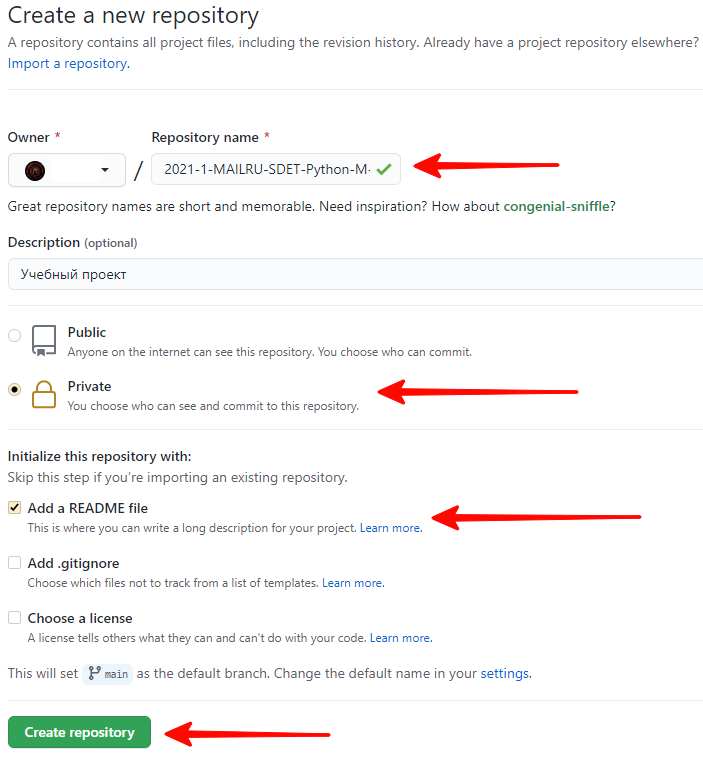 Create a new repository
A repository contains all project files, including the revision history. Already have a project repository elsewhere?
Import a repository.
Owner * Repository name *
/ 2021-1-MAILRU-SDET-Python-M-
Great repository names are short and memorable. Need inspiration? How about congenial-sniffle?
Description (optional)
Учебный проект
Public
Anyone on the internet can see this repository. You choose who can commit.
Private
You choose who can see and commit to this repository.
Initialize this repository with:
Skip this step if you're importing an existing repository.
Add a README file
This is where you can write a long description for your project. Learn more.
Add .gitignore
Choose which files not to track from a list of templates. Learn more.
Choose a license
A license tells others what they can and can't do with your code. Learn more.
This will set main as the default branch. Change the default name in your settings.
Create repository